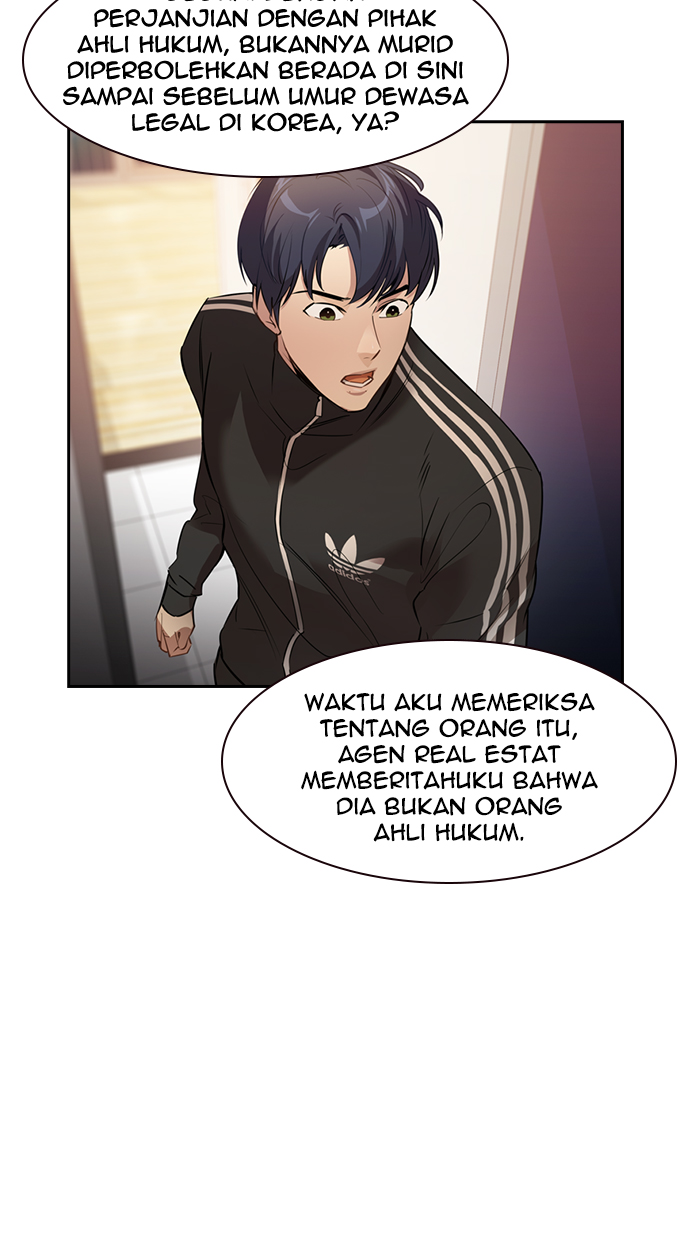 PERJANJIAN DENGAN PIHAK
AHLI HUKUM, BUKANNYA MURID
DIPERBOLEHKAN BERADA DI SINI
SAMPAI SEBELUM UMUR DEWASA
LEGAL DI KOREA, YA?
adidas
WAKTU AKU MEMERIKSA
TENTANG ORANG ITU,
AGEN REAL ESTAT
MEMBERITAHUKU BAHWA
DIA BUKAN ORANG
AHLI HUKUM.